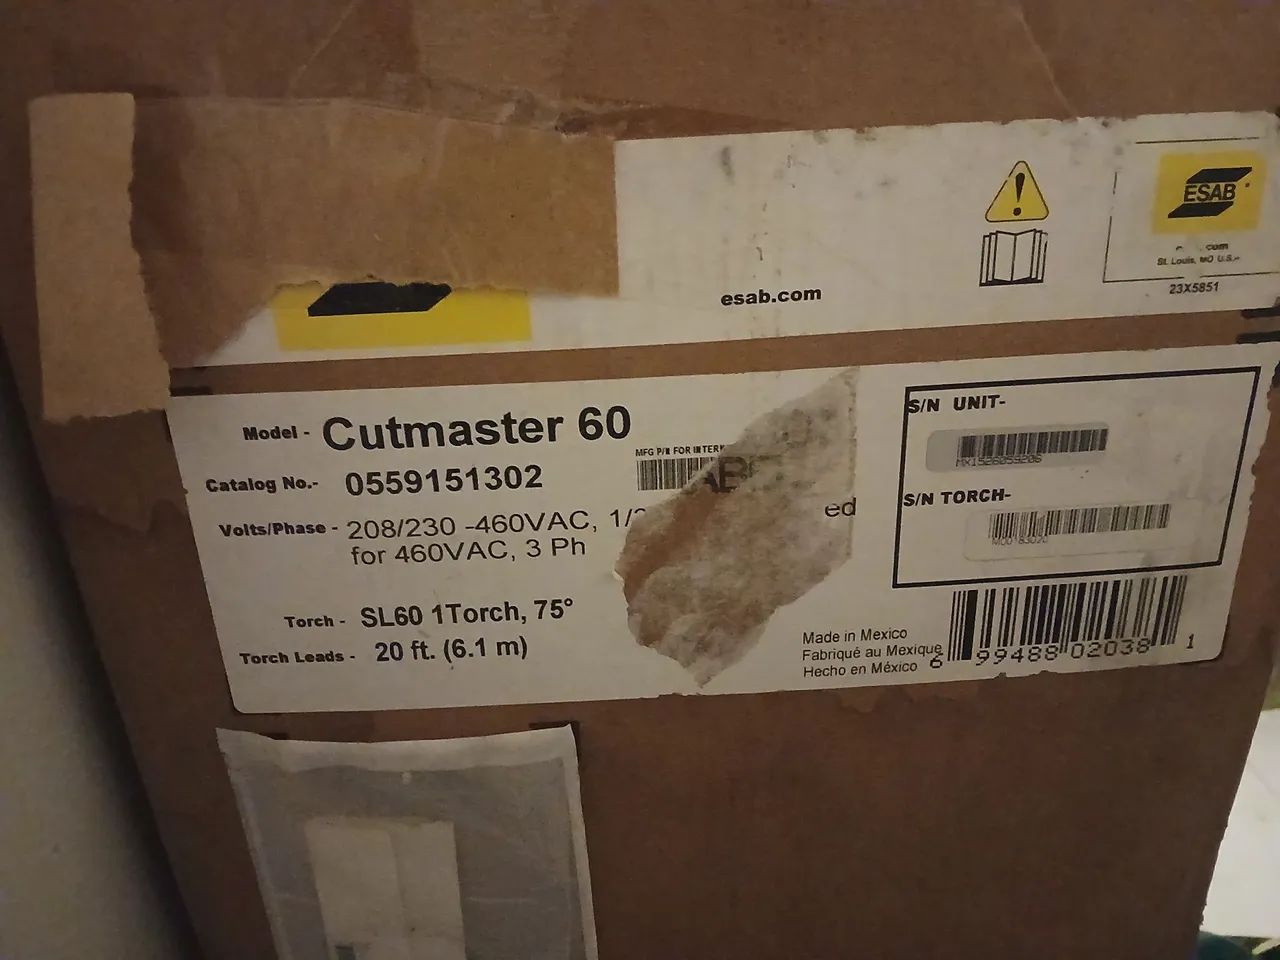 ESAB
St. Louis, MO U.S.A
23X5851
esab.com
Model - Cutmaster 60
Catalog No.- 0559151302
MFG P/N FOR INTER
Volts/Phase - 208/230 -460VAC,
ed
for 460VAC, 3 Ph
Torch - SL60 1Torch, 75°
Torch Leads - 20 ft. (6.1 m)
S/N UNIT-
S/N TORCH-
Made in Mexico
Fabriqué au Mexique
Hecho en México
6 99488 02038 1